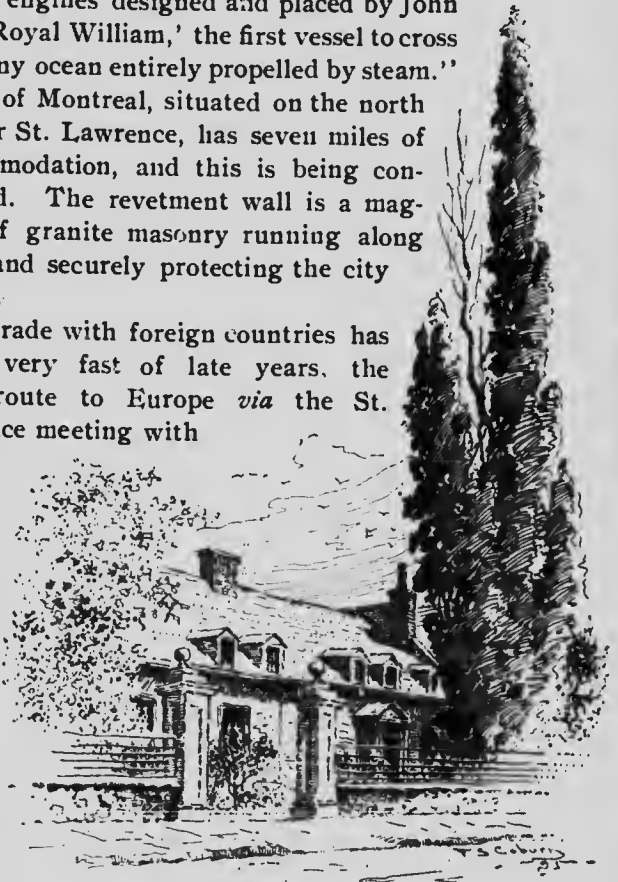 engines designed and placed by John
Royal William,' the first vessel to cross
ny ocean entirely propelled by steam."
of Montreal, situated on the north
r St. Lawrence, has seven miles of
modation, and this is being con-
d. The revetment wall is a mag-
f granite masonry running along
and securely protecting the city
rade with foreign countries has
very fast of late years, the
route to Europe via the St.
ce meeting with
T S Coburn
95